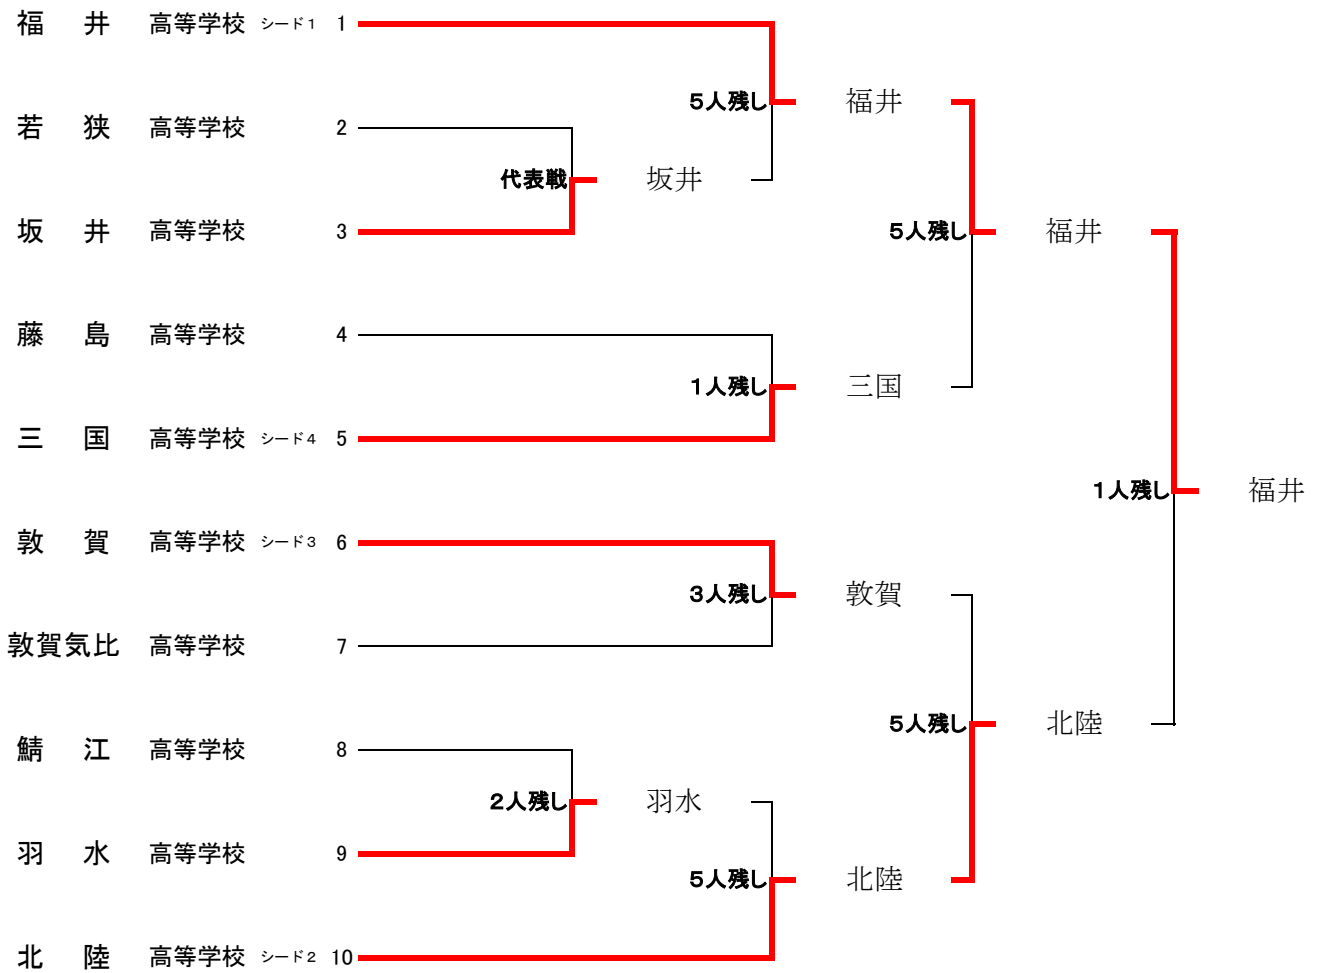 福 井 高等学校 シード1 1
5人残し 福井
若 狭 高等学校 2
代表戦 坂井
坂 井 高等学校 3
5人残し 福井
藤 島 高等学校 4
1人残し 三国
三 国 高等学校 シード4 5
1人残し 福井
敦 賀 高等学校 シード3 6
3人残し 敦賀
敦賀気比 高等学校 7
5人残し 北陸
鯖 江 高等学校 8
2人残し 羽水
羽 水 高等学校 9
5人残し 北陸
北 陸 高等学校 シード2 10